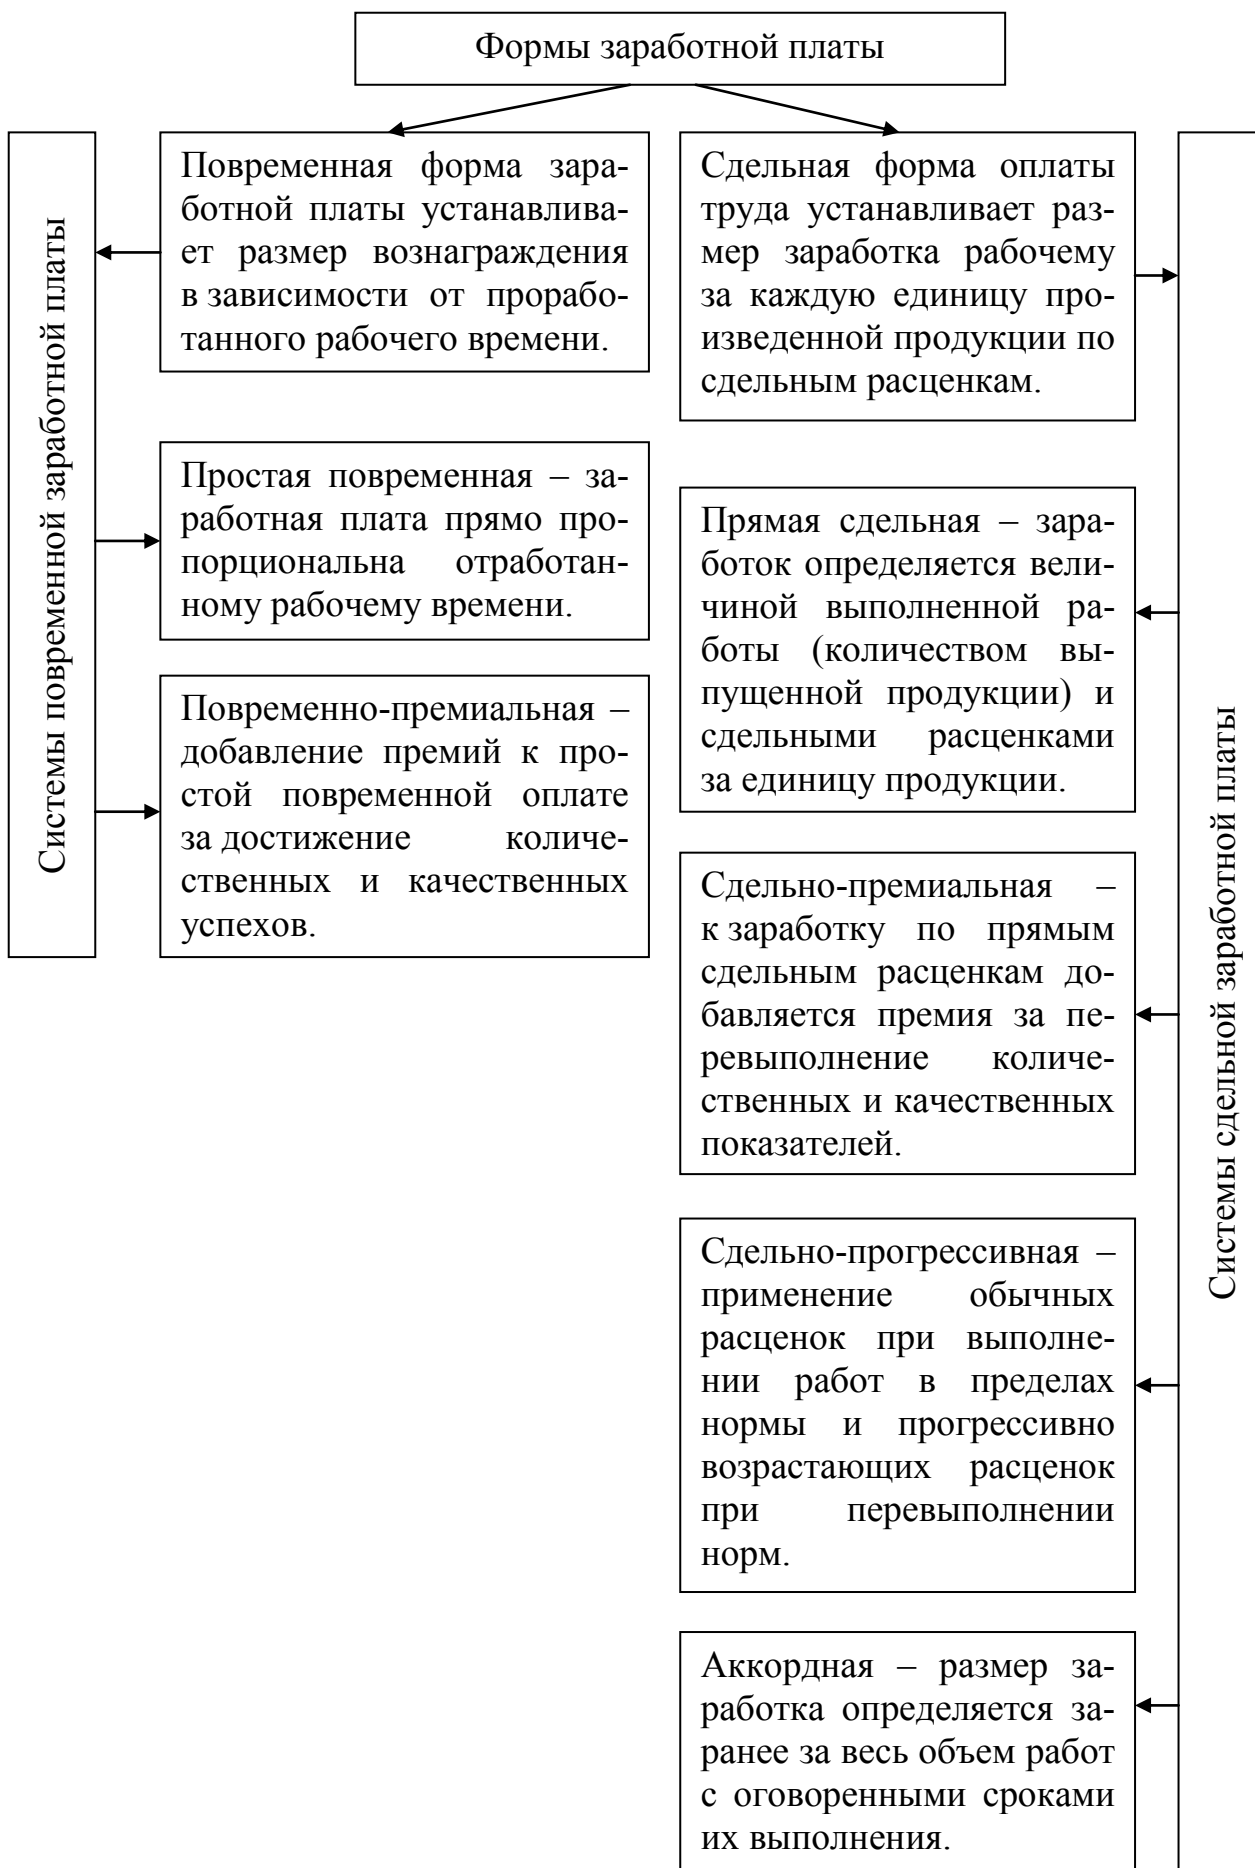 Формы заработной платы
Системы повременной заработной платы
Повременная форма зара-
ботной платы устанавлива-
ет размер вознаграждения
в зависимости от прорабо-
танного рабочего времени.
Простая повременная – за-
работная плата прямо про-
порциональна отработан-
ному рабочему времени.
Повременно-премиальная –
добавление премий к про-
стой повременной оплате
за достижение количе-
ственных и качественных
успехов.
Сдельная форма оплаты
труда устанавливает раз-
мер заработка рабочему
за каждую единицу про-
изведенной продукции по
сдельным расценкам.
Прямая сдельная – зара-
боток определяется вели-
чиной выполненной ра-
боты (количеством вы-
пущенной продукции) и
сдельными расценками
за единицу продукции.
Сдельно-премиальная –
к заработку по прямым
сдельным расценкам до-
бавляется премия за пе-
ревыполнение количе-
ственных и качественных
показателей.
Сдельно-прогрессивная –
применение обычных
расценок при выполне-
нии работ в пределах
нормы и прогрессивно
возрастающих расценок
при перевыполнении
норм.
Аккордная – размер за-
работка определяется за-
ранее за весь объем работ
с оговоренными сроками
их выполнения.
Системы сдельной заработной платы